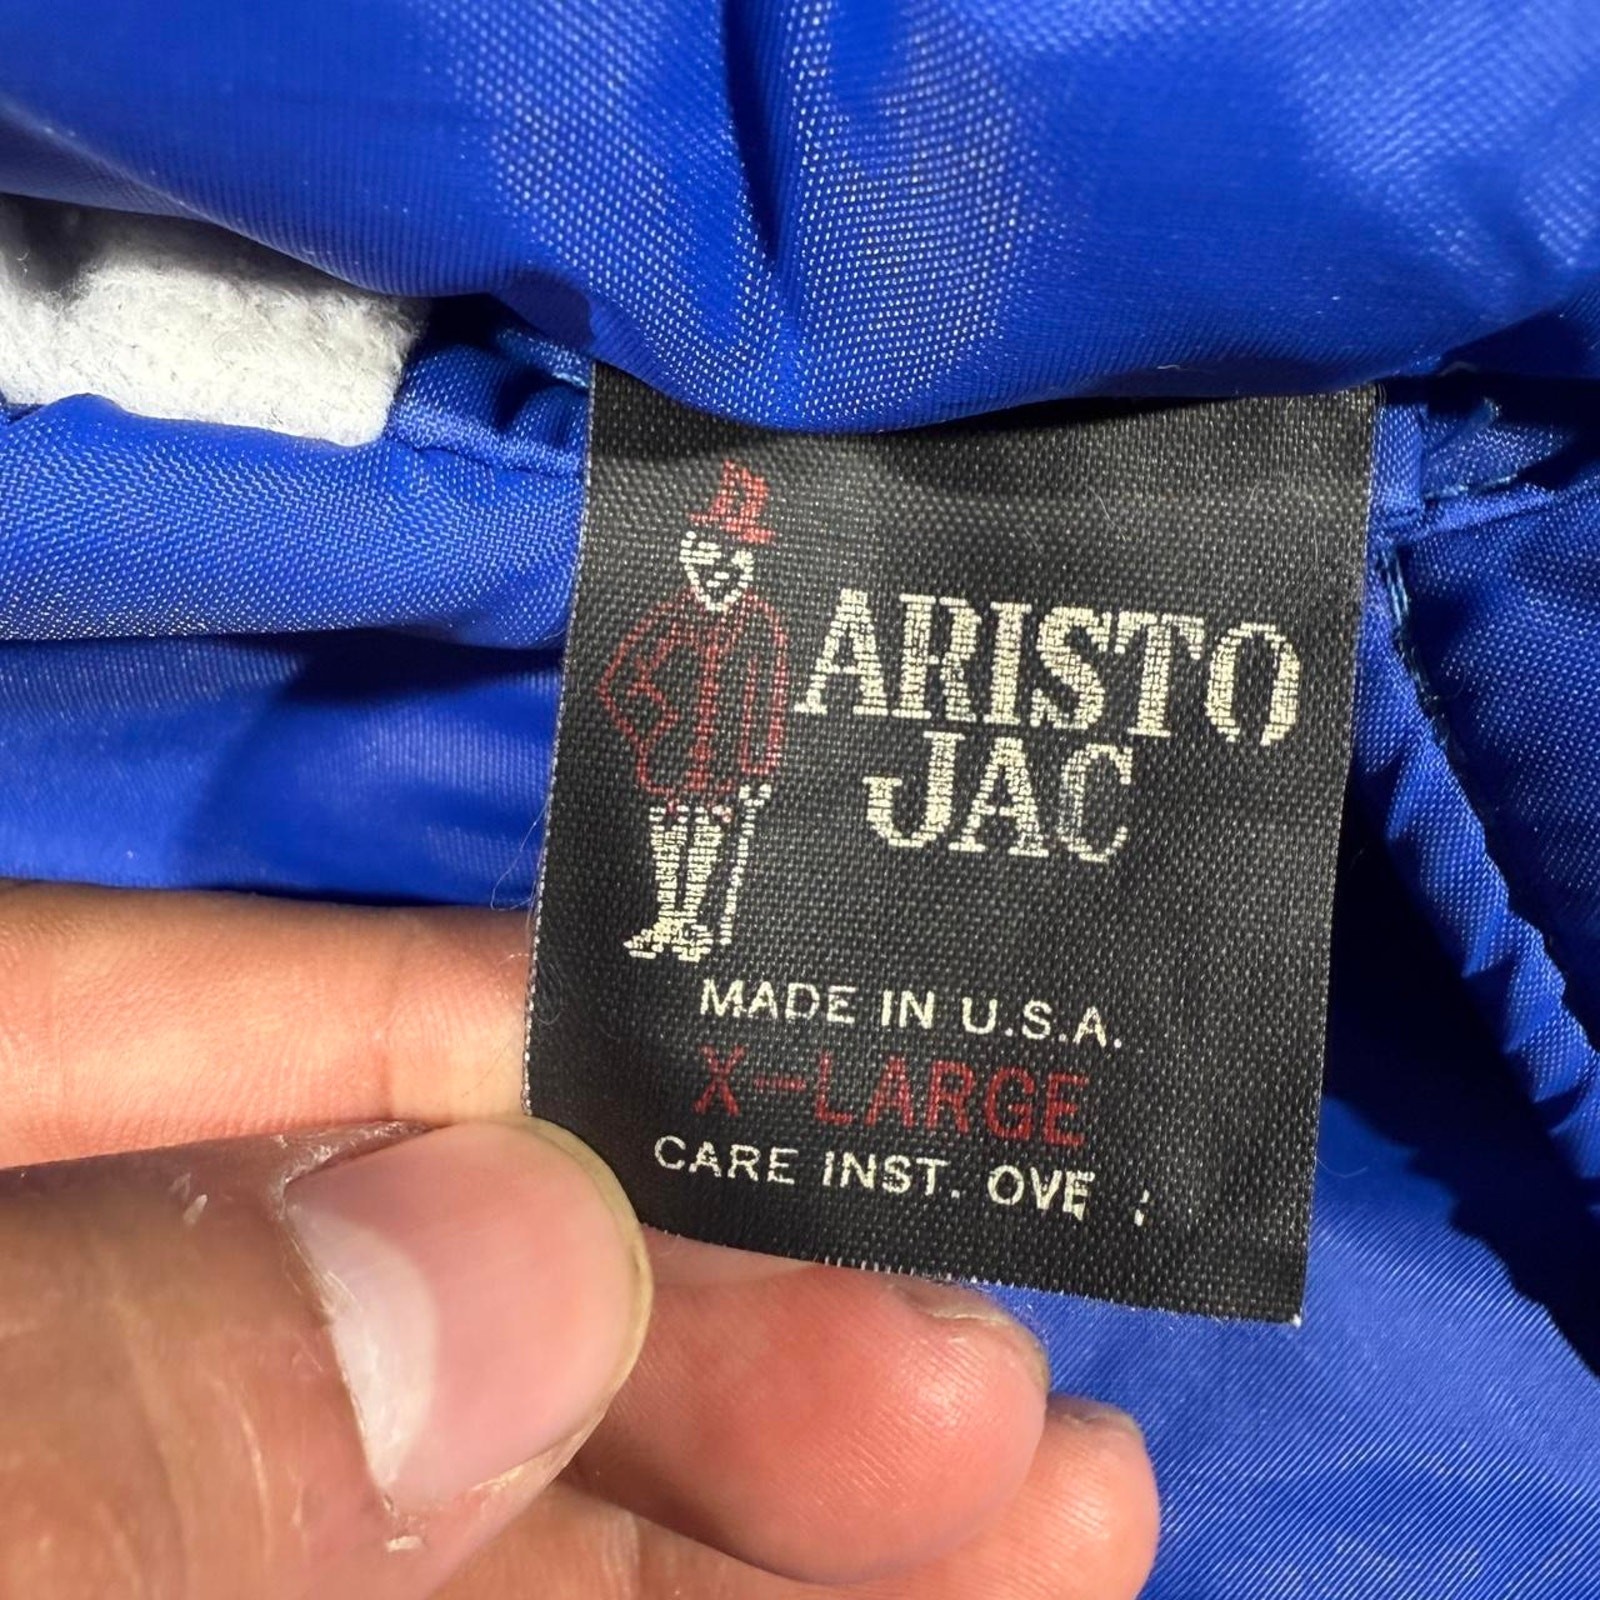 ARISTO
JAC
MADE IN U.S.A.
X-LARGE
CARE INST. OVE